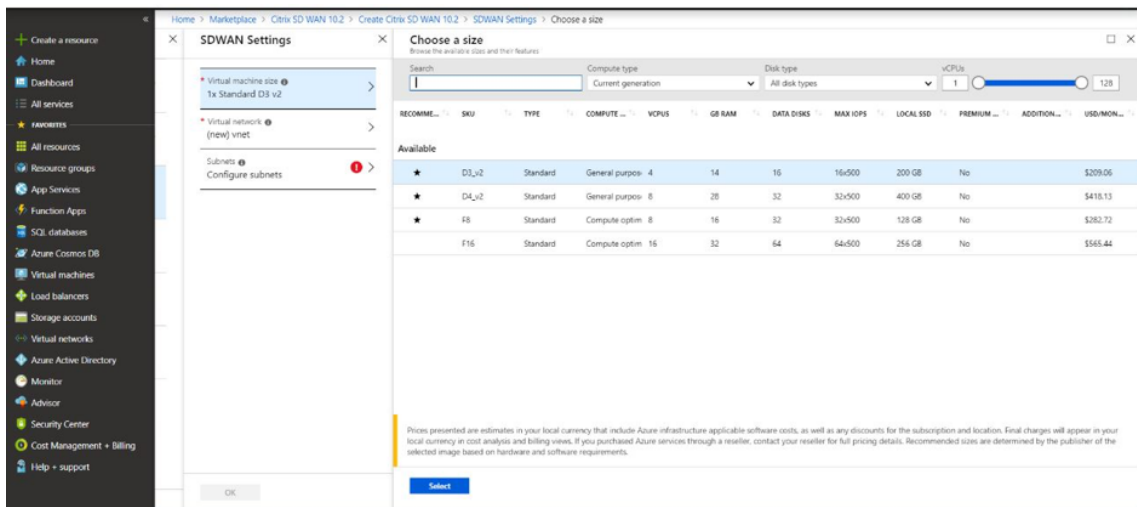 Home > Marketplace > Citrix SD WAN 10.2 > Create Citrix SD WAN 10.2 > SDWAN Settings > Choose a size
Create a resource
Home
Dashboard
All services
FAVORITES
All resources
Resource groups
App Services
Function Apps
SQL databases
Azure Cosmos DB
Virtual machines
Load balancers
Storage accounts
Virtual networks
Azure Active Directory
Monitor
Advisor
Security Center
Cost Management + Billing
Help + support
SDWAN Settings
* Virtual machine size
1x Standard D3 v2
* Virtual network
(new) vnet
Subnets
Configure subnets
OK
Choose a size
Browse the available sizes and their features
Search
Compute type
Current generation
Disk type
All disk types
vCPUs
1 128
RECOMME... SKU TYPE COMPUTE ... VCPUS GB RAM DATA DISKS MAX IOPS LOCAL SSD PREMIUM ... ADDITION... USD/MON...
Available
★ D3_v2 Standard General purpos 4 14 16 16x500 200 GB No $209.06
★ D4_v2 Standard General purpos 8 28 32 32x500 400 GB No $418.13
★ F8 Standard Compute optim 8 16 32 32x500 128 GB No $282.72
F16 Standard Compute optim 16 32 64 64x500 256 GB No $565.44
Prices presented are estimates in your local currency that include Azure infrastructure applicable software costs, as well as any discounts for the subscription and location. Final charges will appear in your
local currency in cost analysis and billing views. If you purchased Azure services through a reseller, contact your reseller for full pricing details. Recommended sizes are determined by the publisher of the
selected image based on hardware and software requirements.
Select